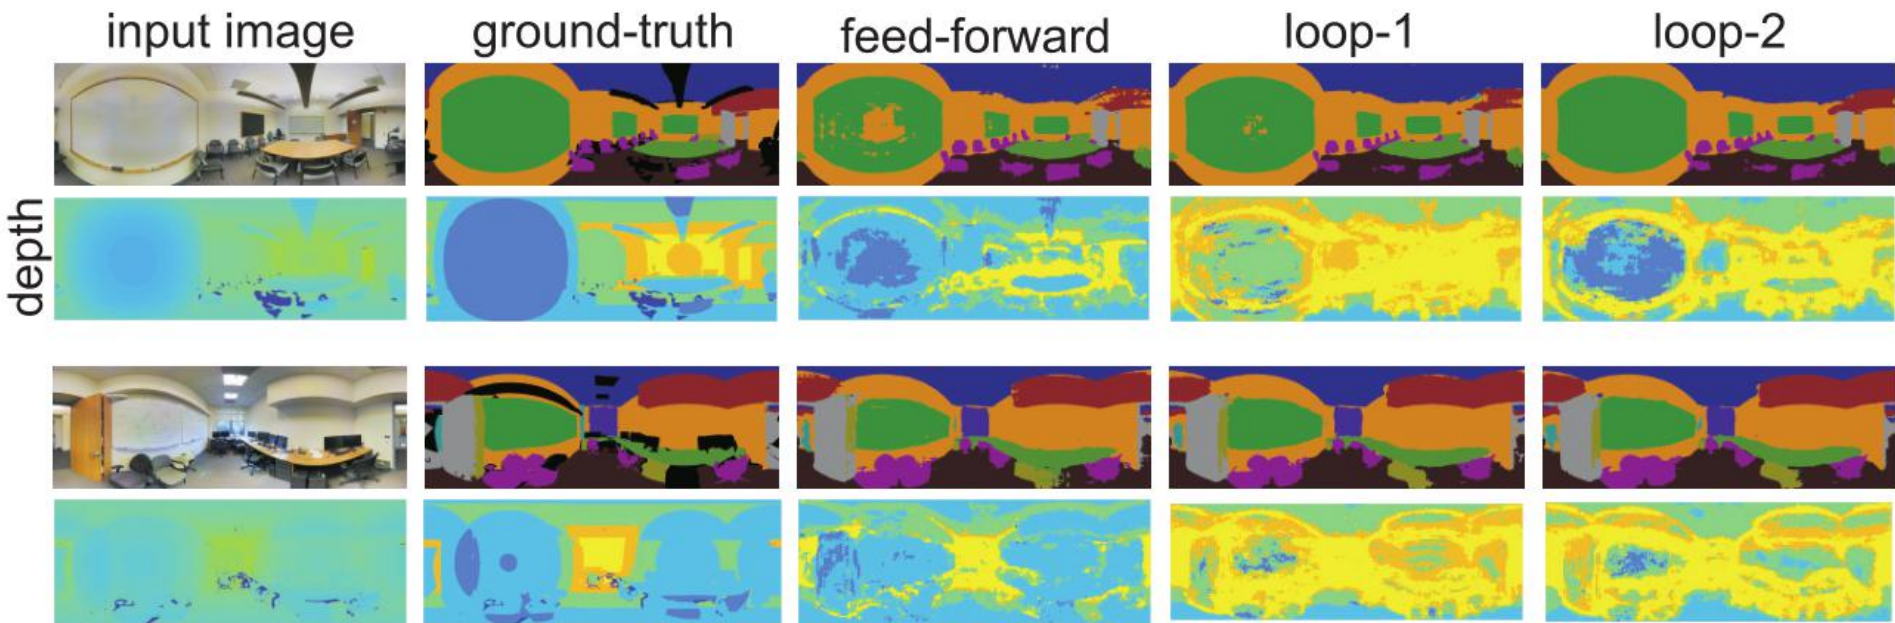 input image
ground-truth
feed-forward
loop-1
loop-2
depth